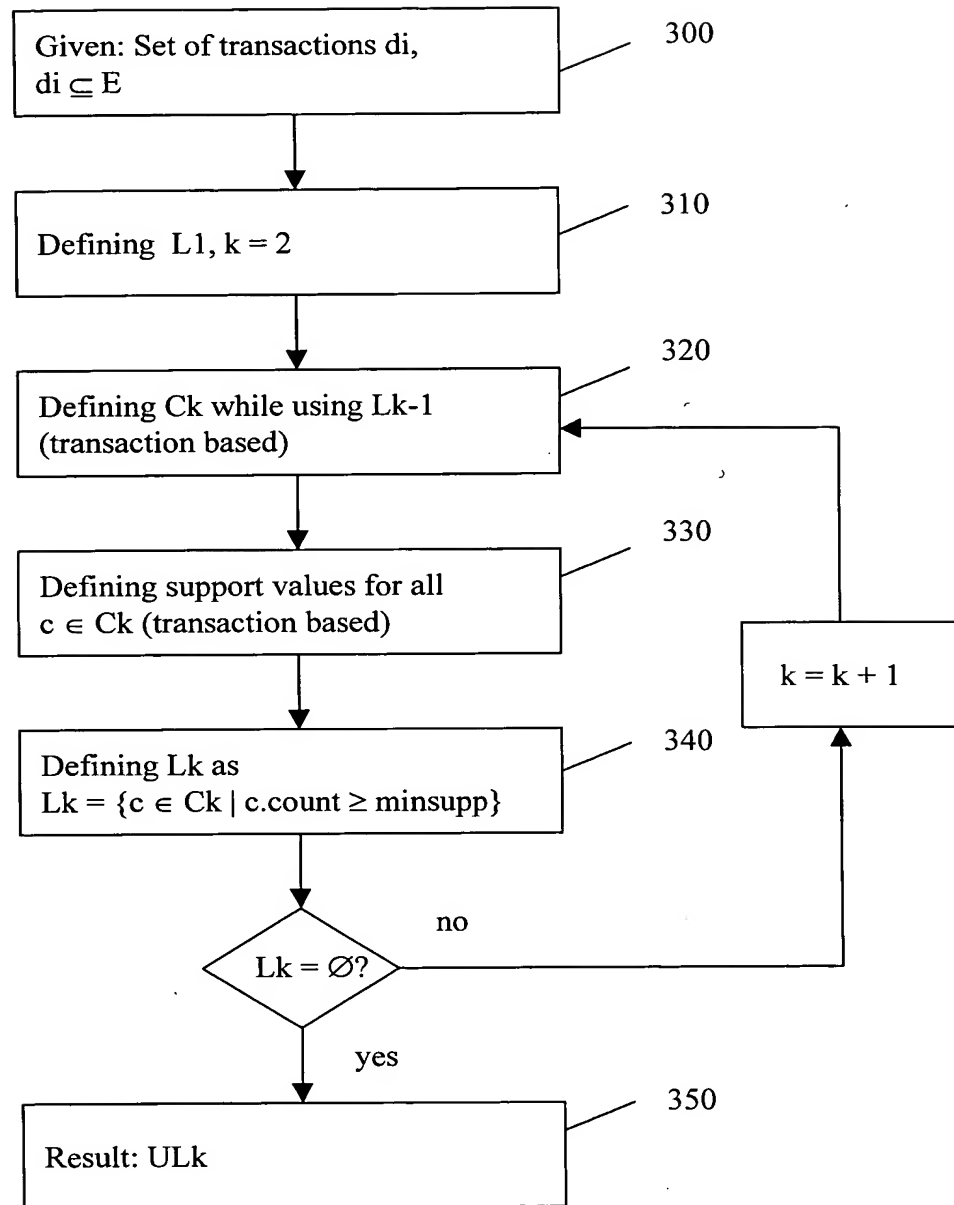 Given: Set of transactions di,
di ⊆ E
300
Defining L1, k = 2
310
320
Defining Ck while using Lk-1
(transaction based)
330
Defining support values for all
c ∈ Ck (transaction based)
k = k + 1
340
Defining Lk as
Lk = {c ∈ Ck | c.count ≥ minsupp}
no
Lk = ∅?
yes
350
Result: ULk